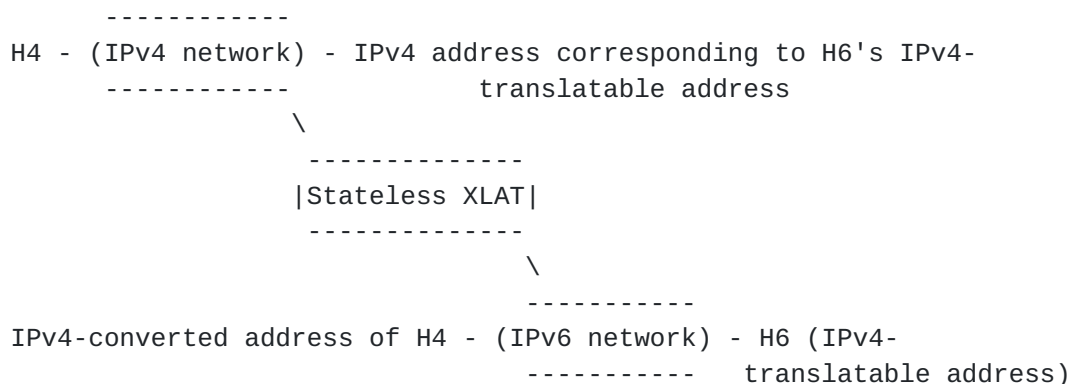 ------------
H4 - (IPv4 network) - IPv4 address corresponding to H6's IPv4-
------------ translatable address
\
--------------
|Stateless XLAT|
--------------
\
-----------
IPv4-converted address of H4 - (IPv6 network) - H6 (IPv4-
----------- translatable address)